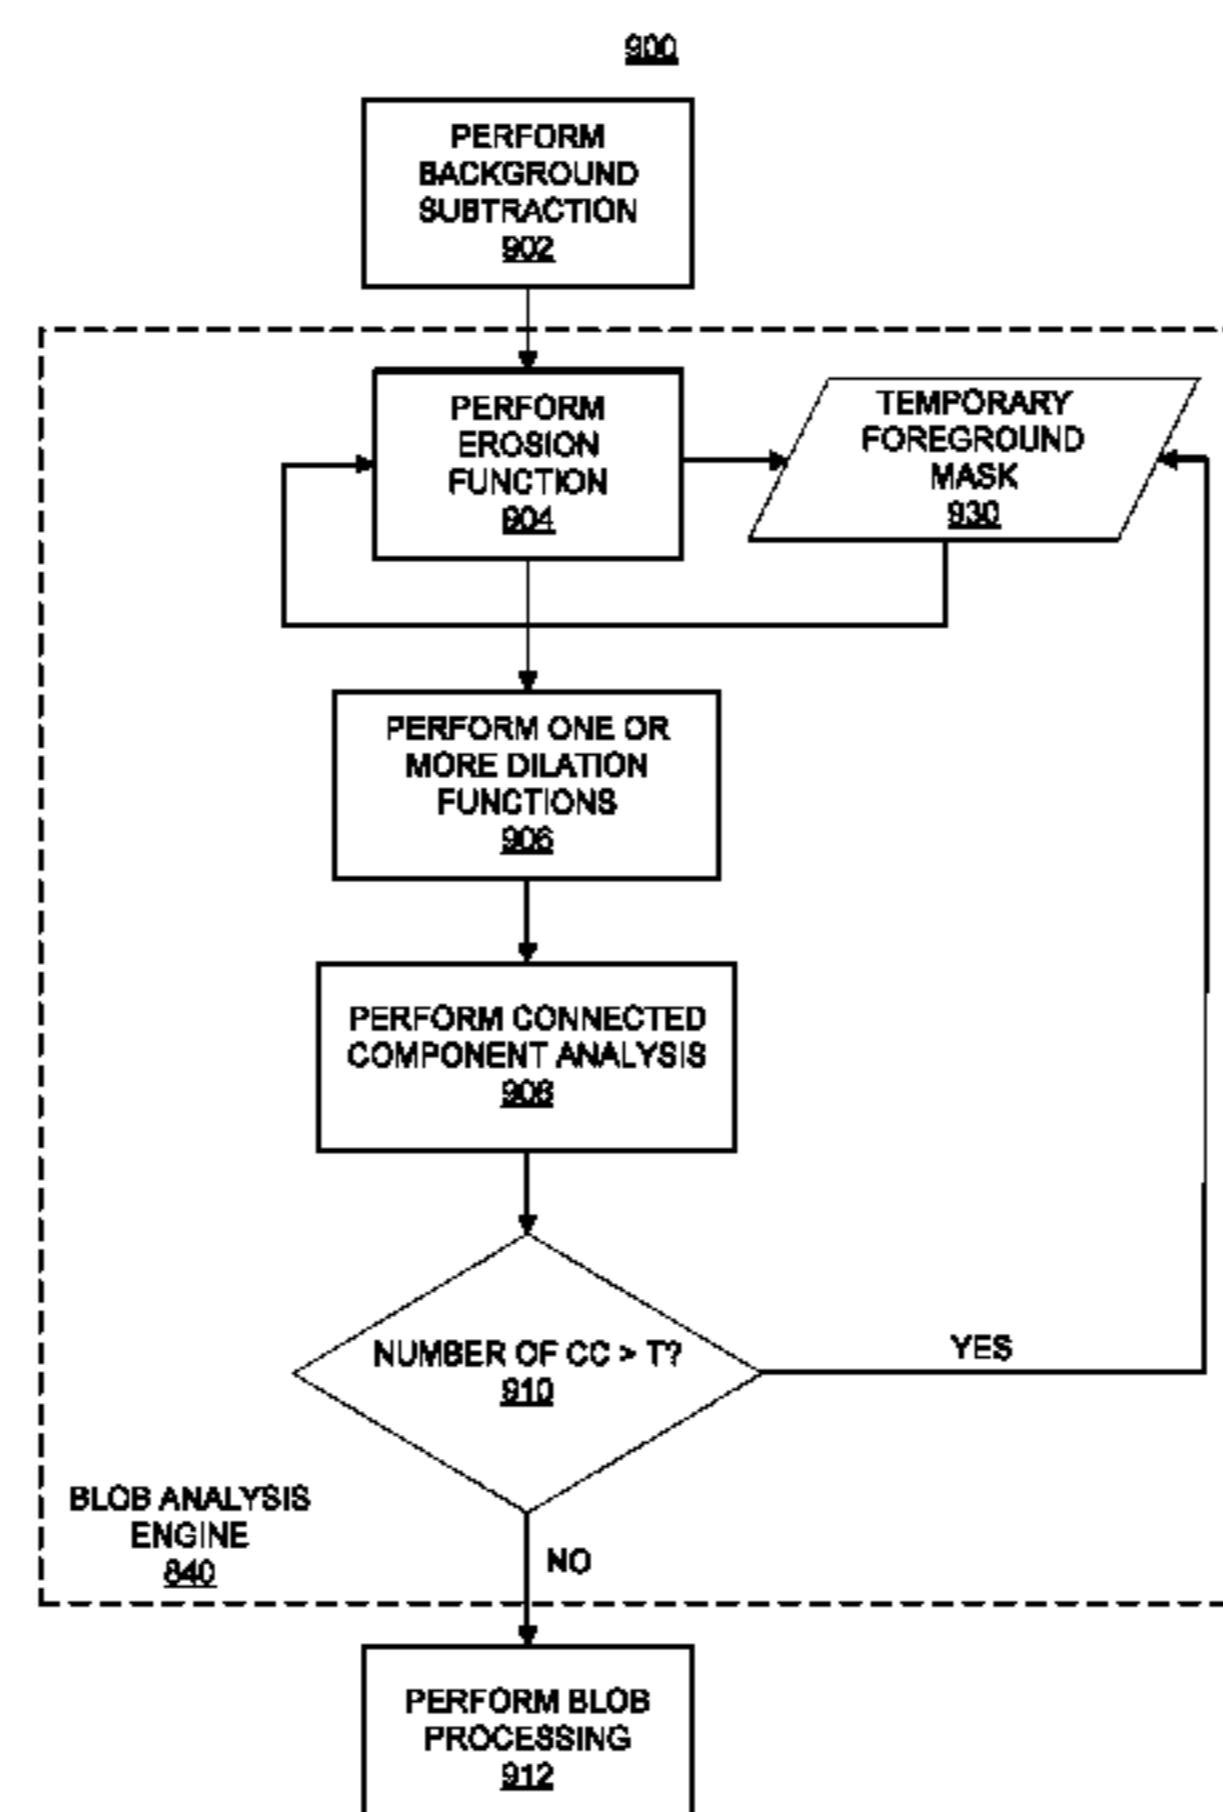 900
PERFORM
BACKGROUND
SUBTRACTION
902
PERFORM
EROSION
FUNCTION
904
TEMPORARY
FOREGROUND
MASK
930
PERFORM ONE OR
MORE DILATION
FUNCTIONS
906
PERFORM CONNECTED
COMPONENT ANALYSIS
908
NUMBER OF CC > T?
910
YES
BLOB ANALYSIS
ENGINE
840
NO
PERFORM BLOB
PROCESSING
912